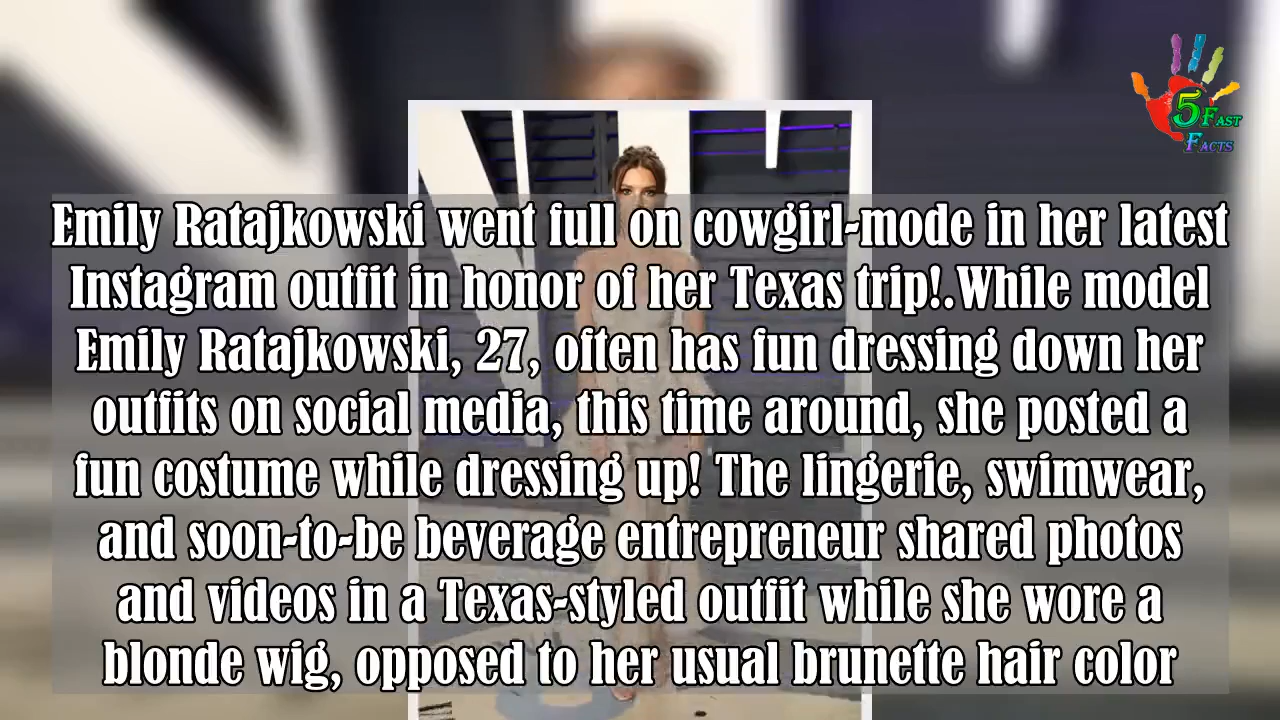 5 Fast
Facts
Emily Ratajkowski went full on cowgirl-mode in her latest
Instagram outfit in honor of her Texas trip!.While model
Emily Ratajkowski, 27, often has fun dressing down her
outfits on social media, this time around, she posted a
fun costume while dressing up! The lingerie, swimwear,
and soon-to-be beverage entrepreneur shared photos
and videos in a Texas-styled outfit while she wore a
blonde wig, opposed to her usual brunette hair color